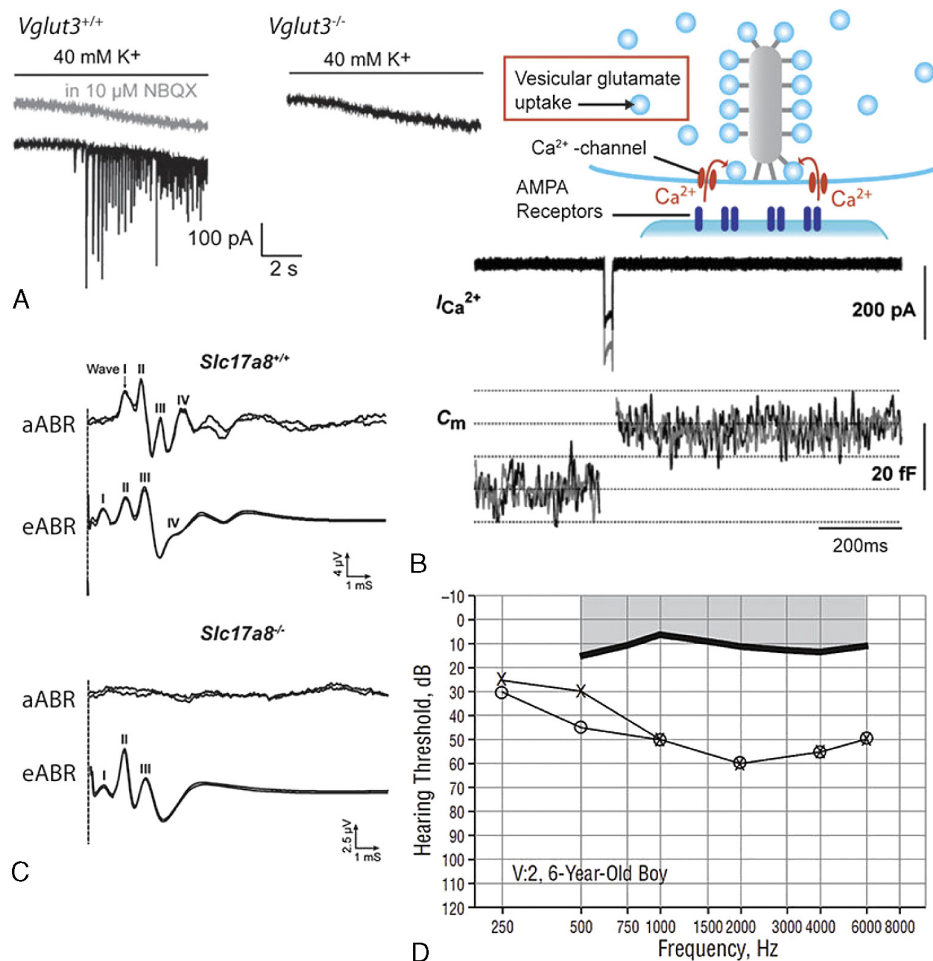 Vglut3+/+
40 mM K+
in 10 µM NBQX
100 pA
2 s
Vglut3-/-
40 mM K+
A
Vesicular glutamate
uptake
Ca2+ -channel
Ca2+
Ca2+
AMPA
Receptors
ICa2+
200 pA
Cm
20 fF
200ms
B
Slc17a8+/+
Wave I
II
III
IV
aABR
I
II
III
IV
eABR
4 µV
1 mS
Slc17a8-/-
aABR
I
II
III
eABR
2.5 µV
1 mS
C
Hearing Threshold, dB
-10
0
10
20
30
40
50
60
70
80
90
100
110
120
V:2, 6-Year-Old Boy
250 500 750 1000 1500 2000 3000 4000 6000 8000
Frequency, Hz
D